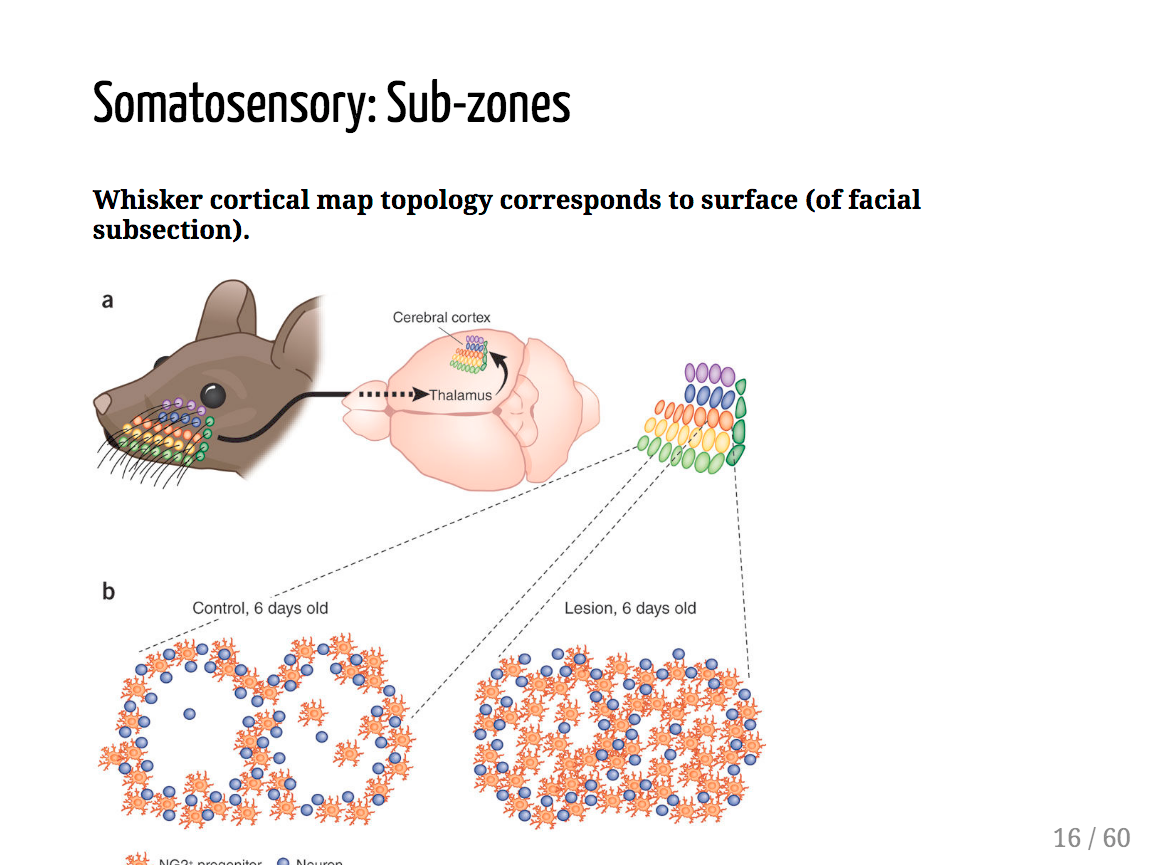 Somatosensory: Sub-zones
Whisker cortical map topology corresponds to surface (of facial
subsection).
a
Cerebral cortex
Thalamus
b
Control, 6 days old
Lesion, 6 days old
NG2⁺ progenitor
Neuron
16 / 60